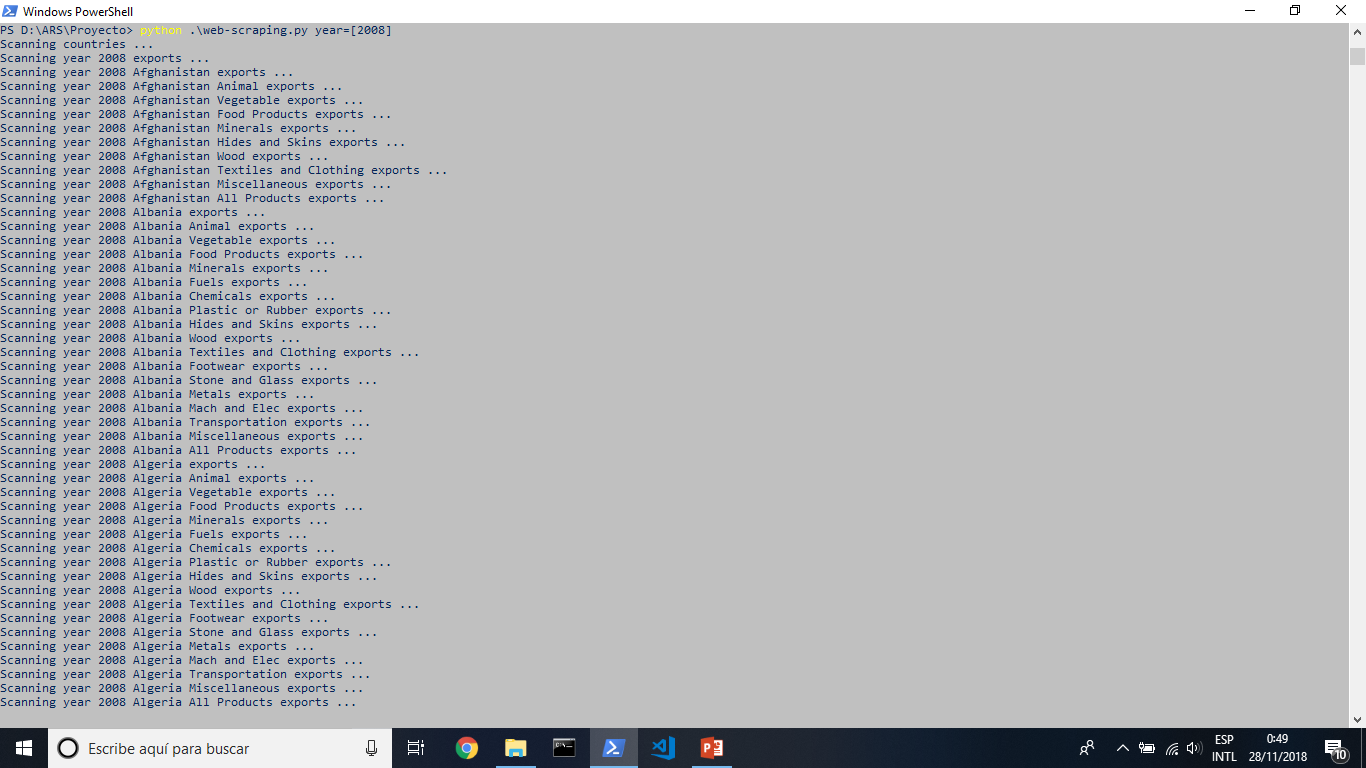 Windows PowerShell
PS D:\ARS\Proyecto> python .\web-scraping.py year=[2008]
Scanning countries ...
Scanning year 2008 exports ...
Scanning year 2008 Afghanistan exports ...
Scanning year 2008 Afghanistan Animal exports ...
Scanning year 2008 Afghanistan Vegetable exports ...
Scanning year 2008 Afghanistan Food Products exports ...
Scanning year 2008 Afghanistan Minerals exports ...
Scanning year 2008 Afghanistan Hides and Skins exports ...
Scanning year 2008 Afghanistan Wood exports ...
Scanning year 2008 Afghanistan Textiles and Clothing exports ...
Scanning year 2008 Afghanistan Miscellaneous exports ...
Scanning year 2008 Afghanistan All Products exports ...
Scanning year 2008 Albania exports ...
Scanning year 2008 Albania Animal exports ...
Scanning year 2008 Albania Vegetable exports ...
Scanning year 2008 Albania Food Products exports ...
Scanning year 2008 Albania Minerals exports ...
Scanning year 2008 Albania Fuels exports ...
Scanning year 2008 Albania Chemicals exports ...
Scanning year 2008 Albania Plastic or Rubber exports ...
Scanning year 2008 Albania Hides and Skins exports ...
Scanning year 2008 Albania Wood exports ...
Scanning year 2008 Albania Textiles and Clothing exports ...
Scanning year 2008 Albania Footwear exports ...
Scanning year 2008 Albania Stone and Glass exports ...
Scanning year 2008 Albania Metals exports ...
Scanning year 2008 Albania Mach and Elec exports ...
Scanning year 2008 Albania Transportation exports ...
Scanning year 2008 Albania Miscellaneous exports ...
Scanning year 2008 Albania All Products exports ...
Scanning year 2008 Algeria exports ...
Scanning year 2008 Algeria Animal exports ...
Scanning year 2008 Algeria Vegetable exports ...
Scanning year 2008 Algeria Food Products exports ...
Scanning year 2008 Algeria Minerals exports ...
Scanning year 2008 Algeria Fuels exports ...
Scanning year 2008 Algeria Chemicals exports ...
Scanning year 2008 Algeria Plastic or Rubber exports ...
Scanning year 2008 Algeria Hides and Skins exports ...
Scanning year 2008 Algeria Wood exports ...
Scanning year 2008 Algeria Textiles and Clothing exports ...
Scanning year 2008 Algeria Footwear exports ...
Scanning year 2008 Algeria Stone and Glass exports ...
Scanning year 2008 Algeria Metals exports ...
Scanning year 2008 Algeria Mach and Elec exports ...
Scanning year 2008 Algeria Transportation exports ...
Scanning year 2008 Algeria Miscellaneous exports ...
Scanning year 2008 Algeria All Products exports ...
Escribe aquí para buscar
ESP
INTL
0:49
28/11/2018
10